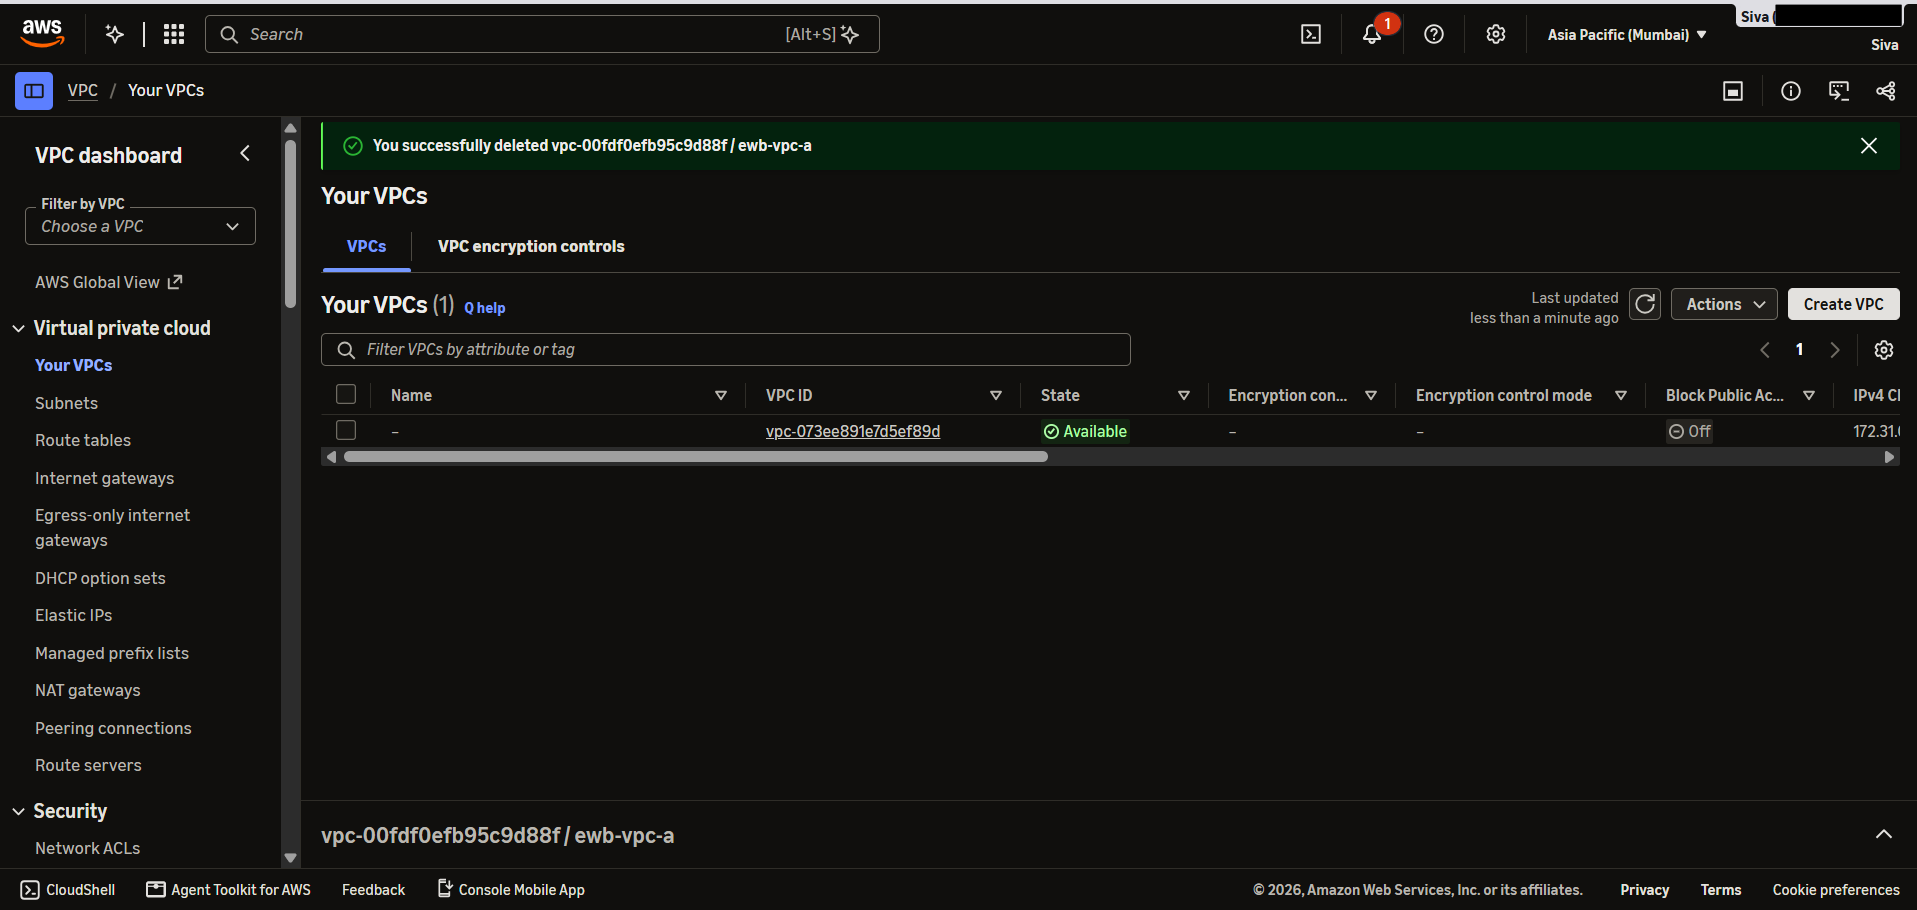 aws
Search [Alt+S]
1
Asia Pacific (Mumbai)
Siva (
Siva
VPC / Your VPCs
VPC dashboard
Filter by VPC
Choose a VPC
AWS Global View
Virtual private cloud
Your VPCs
Subnets
Route tables
Internet gateways
Egress-only internet
gateways
DHCP option sets
Elastic IPs
Managed prefix lists
NAT gateways
Peering connections
Route servers
Security
Network ACLs
You successfully deleted vpc-00fdf0efb95c9d88f / ewb-vpc-a
Your VPCs
VPCs
VPC encryption controls
Your VPCs (1) Q help
Last updated
less than a minute ago
Actions
Create VPC
Filter VPCs by attribute or tag
1
Name VPC ID State Encryption con... Encryption control mode Block Public Ac... IPv4 CI
– vpc-073ee891e7d5ef89d Available – – Off 172.31.
vpc-00fdf0efb95c9d88f / ewb-vpc-a
CloudShell Agent Toolkit for AWS Feedback Console Mobile App © 2026, Amazon Web Services, Inc. or its affiliates. Privacy Terms Cookie preferences